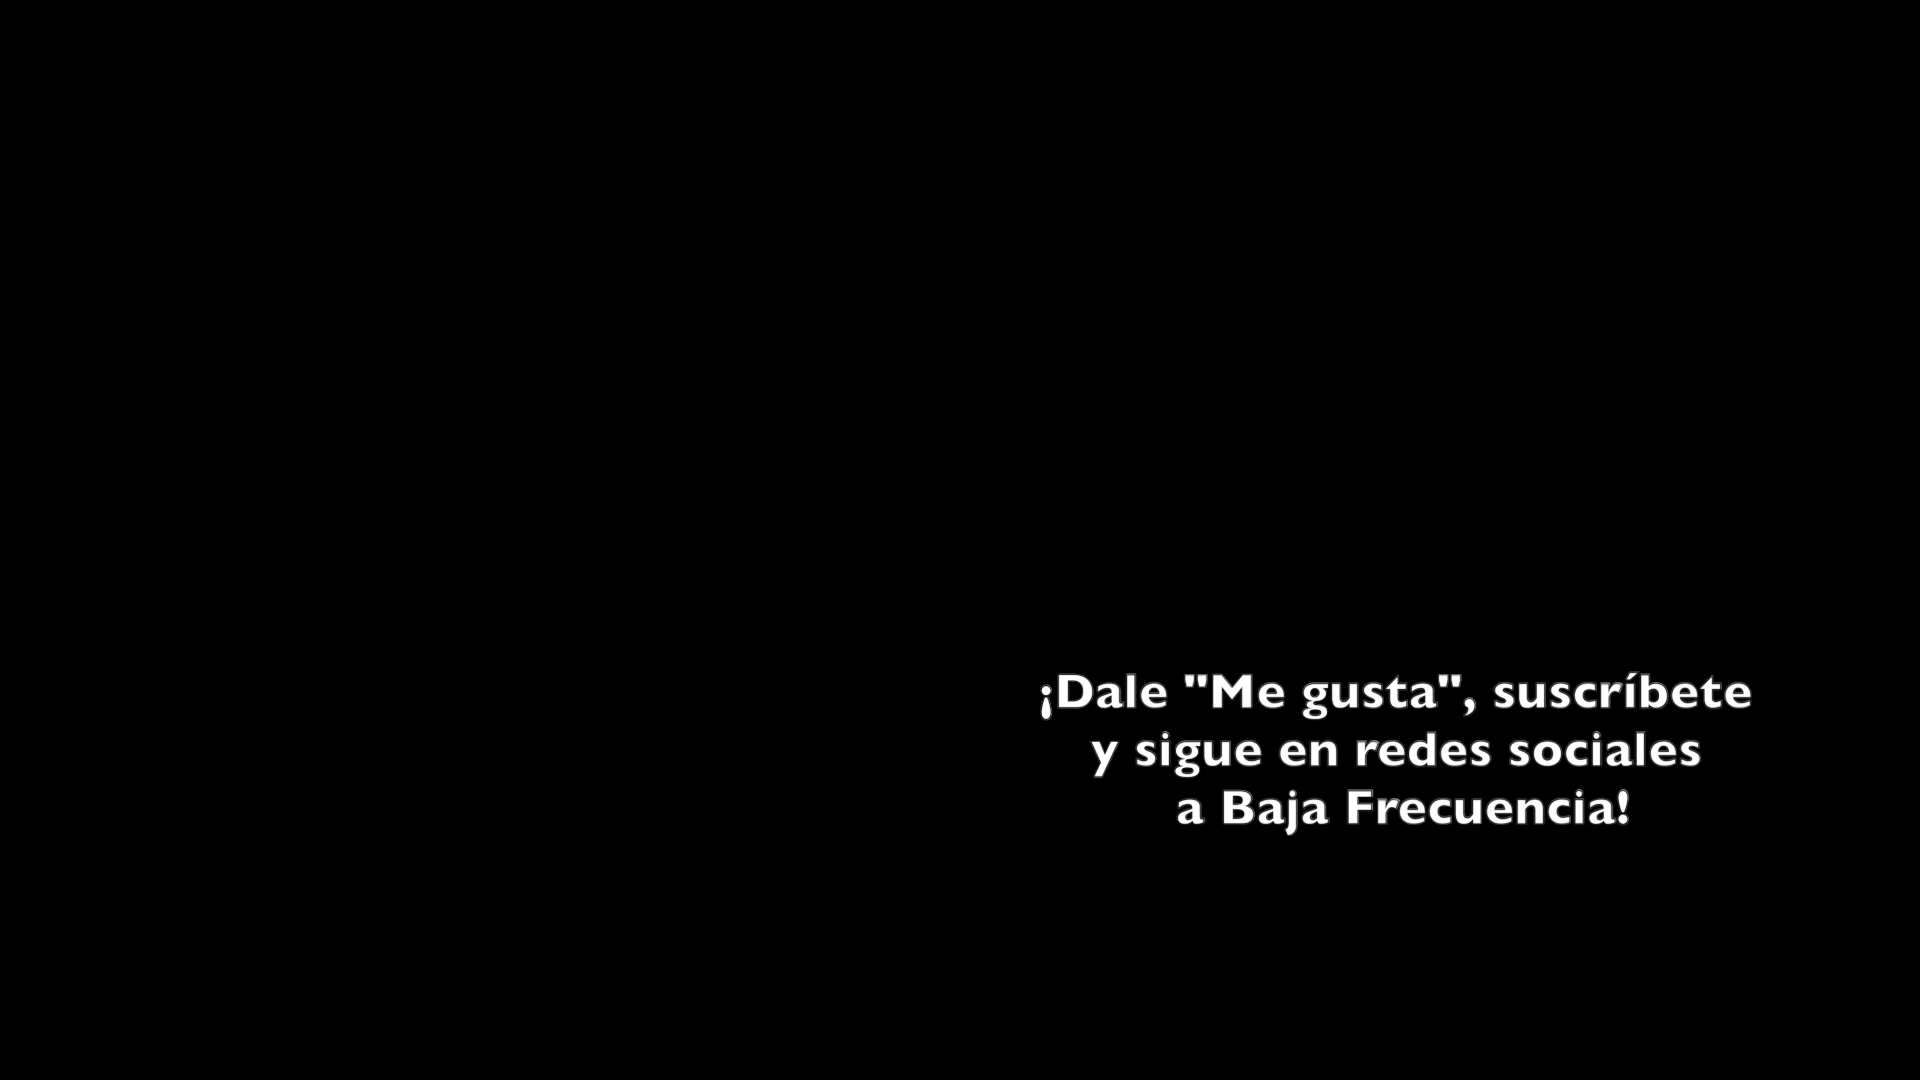 ¡Dale "Me gusta", suscríbete
y sigue en redes sociales
a Baja Frecuencia!